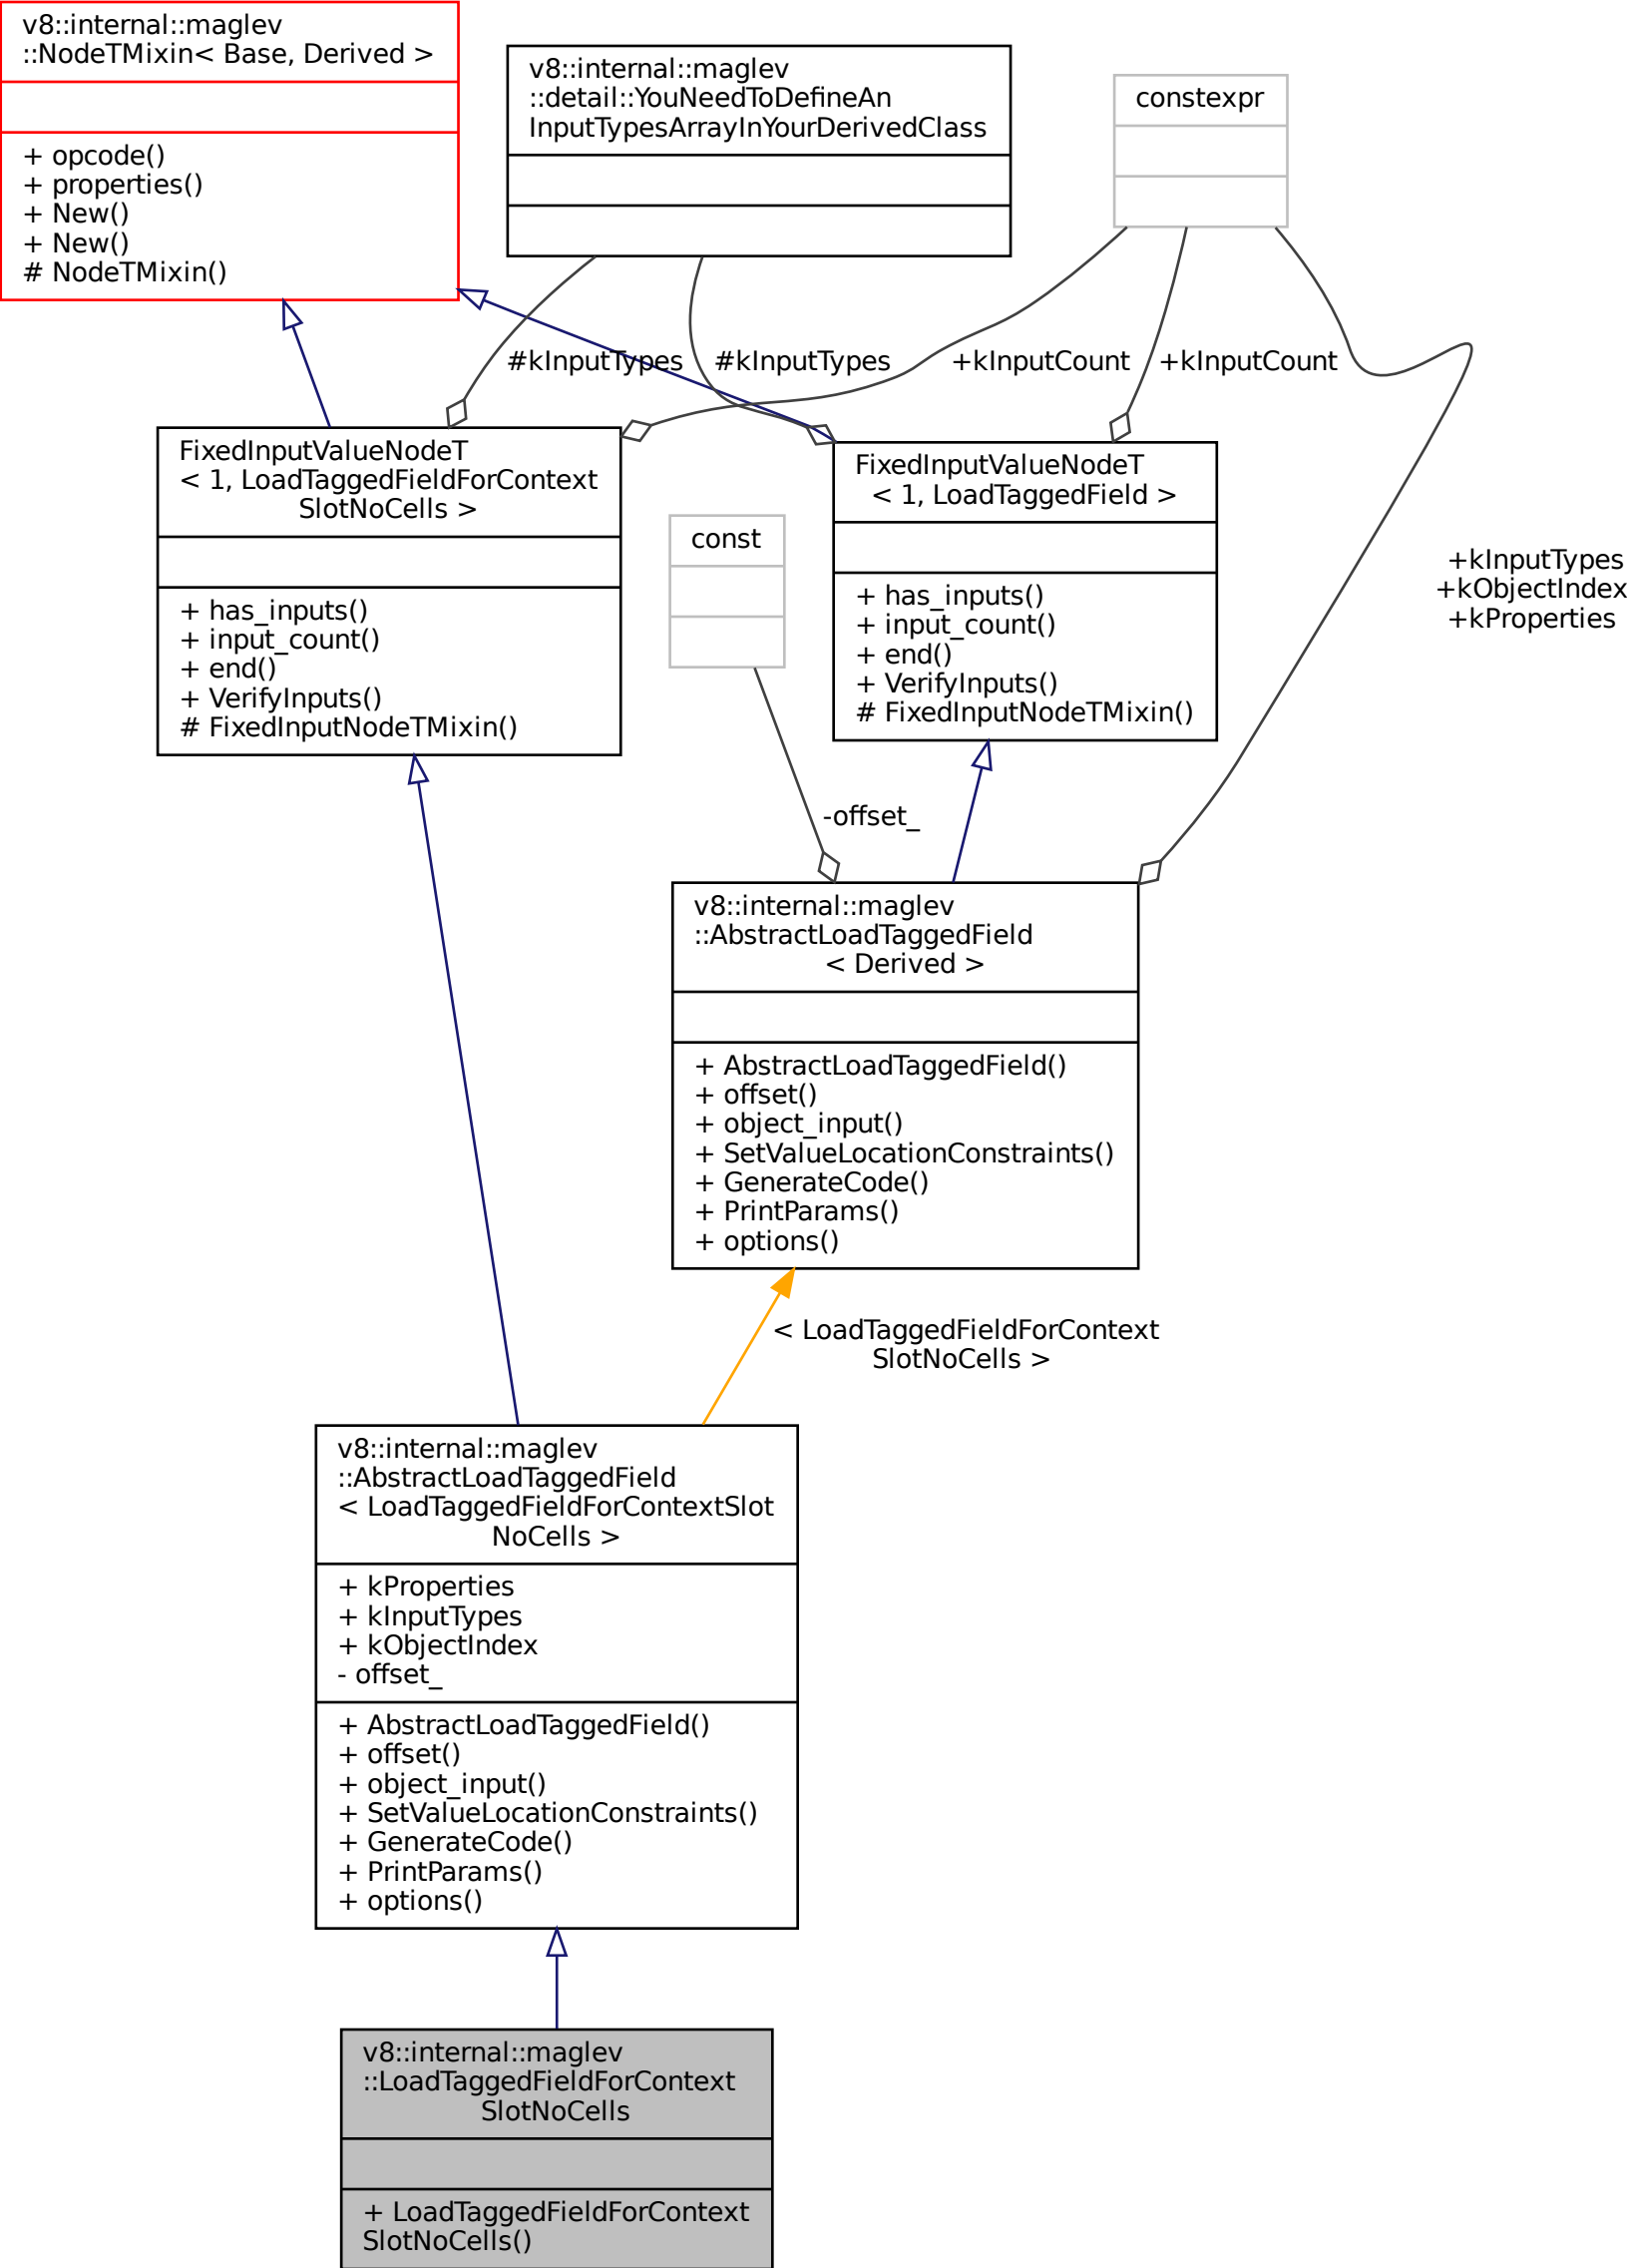 v8::internal::maglev
::NodeTMixin< Base, Derived >
+ opcode()
+ properties()
+ New()
+ New()
# NodeTMixin()
v8::internal::maglev
::detail::YouNeedToDefineAn
InputTypesArrayInYourDerivedClass
constexpr
#kInputTypes
#kInputTypes
+kInputCount
+kInputCount
FixedInputValueNodeT
< 1, LoadTaggedFieldForContext
SlotNoCells >
+ has_inputs()
+ input_count()
+ end()
+ VerifyInputs()
# FixedInputNodeTMixin()
const
FixedInputValueNodeT
< 1, LoadTaggedField >
+ has_inputs()
+ input_count()
+ end()
+ VerifyInputs()
# FixedInputNodeTMixin()
+kInputTypes
+kObjectIndex
+kProperties
-offset_
v8::internal::maglev
::AbstractLoadTaggedField
< Derived >
+ AbstractLoadTaggedField()
+ offset()
+ object_input()
+ SetValueLocationConstraints()
+ GenerateCode()
+ PrintParams()
+ options()
< LoadTaggedFieldForContext
SlotNoCells >
v8::internal::maglev
::AbstractLoadTaggedField
< LoadTaggedFieldForContextSlot
NoCells >
+ kProperties
+ kInputTypes
+ kObjectIndex
- offset_
+ AbstractLoadTaggedField()
+ offset()
+ object_input()
+ SetValueLocationConstraints()
+ GenerateCode()
+ PrintParams()
+ options()
v8::internal::maglev
::LoadTaggedFieldForContext
SlotNoCells
+ LoadTaggedFieldForContext
SlotNoCells()